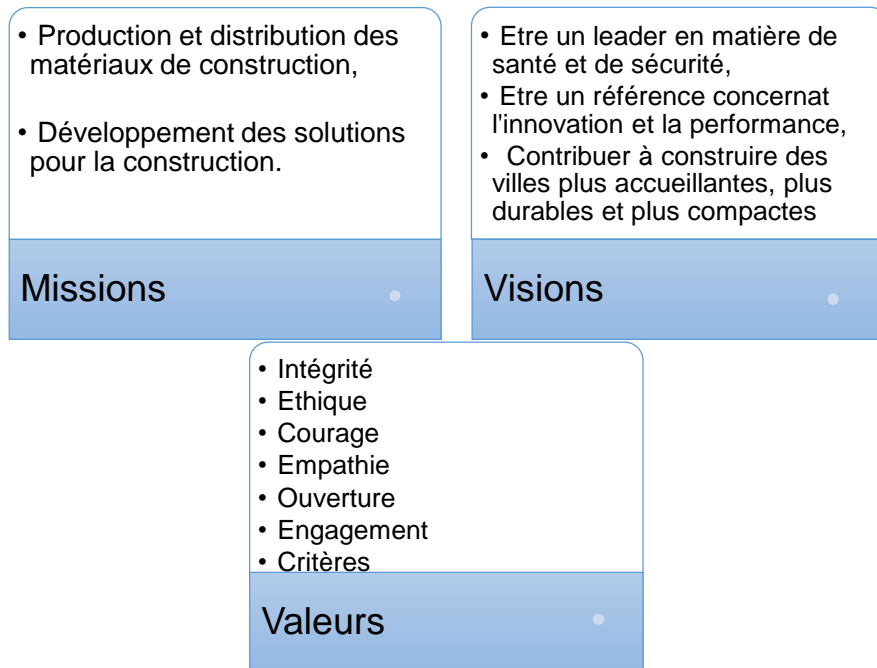 • Production et distribution des
matériaux de construction,
• Développement des solutions
pour la construction.
Missions
• Etre un leader en matière de
santé et de sécurité,
• Etre un référence concernat
l'innovation et la performance,
• Contribuer à construire des
villes plus accueillantes, plus
durables et plus compactes
Visions
• Intégrité
• Ethique
• Courage
• Empathie
• Ouverture
• Engagement
• Critères
Valeurs